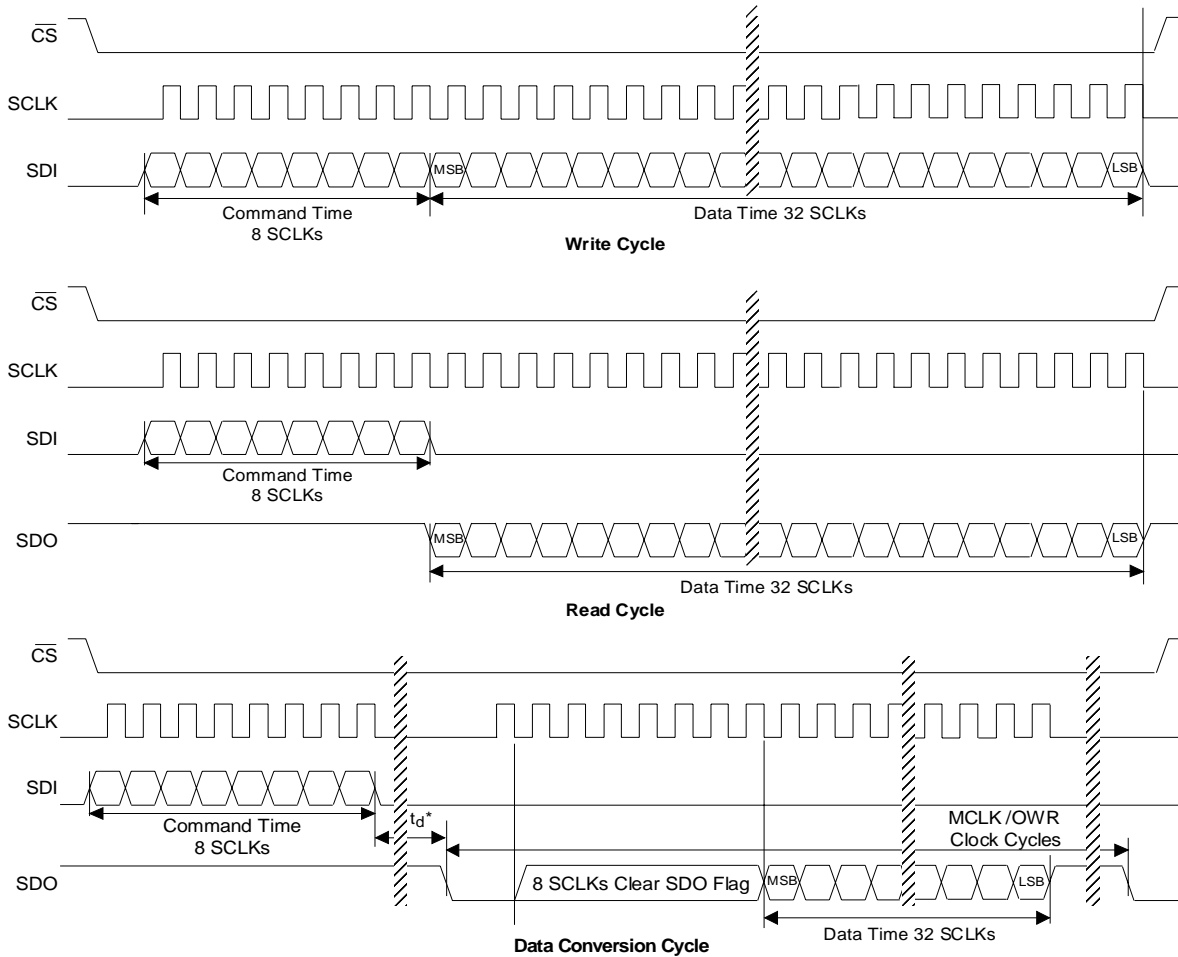 CS
SCLK
SDI
MSB
LSB
Command Time
8 SCLKs
Data Time 32 SCLKs
Write Cycle
CS
SCLK
SDI
Command Time
8 SCLKs
SDO
MSB
LSB
Data Time 32 SCLKs
Read Cycle
CS
SCLK
SDI
Command Time
8 SCLKs
td*
MCLK /OWR
Clock Cycles
SDO
8 SCLKs Clear SDO Flag
MSB
LSB
Data Time 32 SCLKs
Data Conversion Cycle